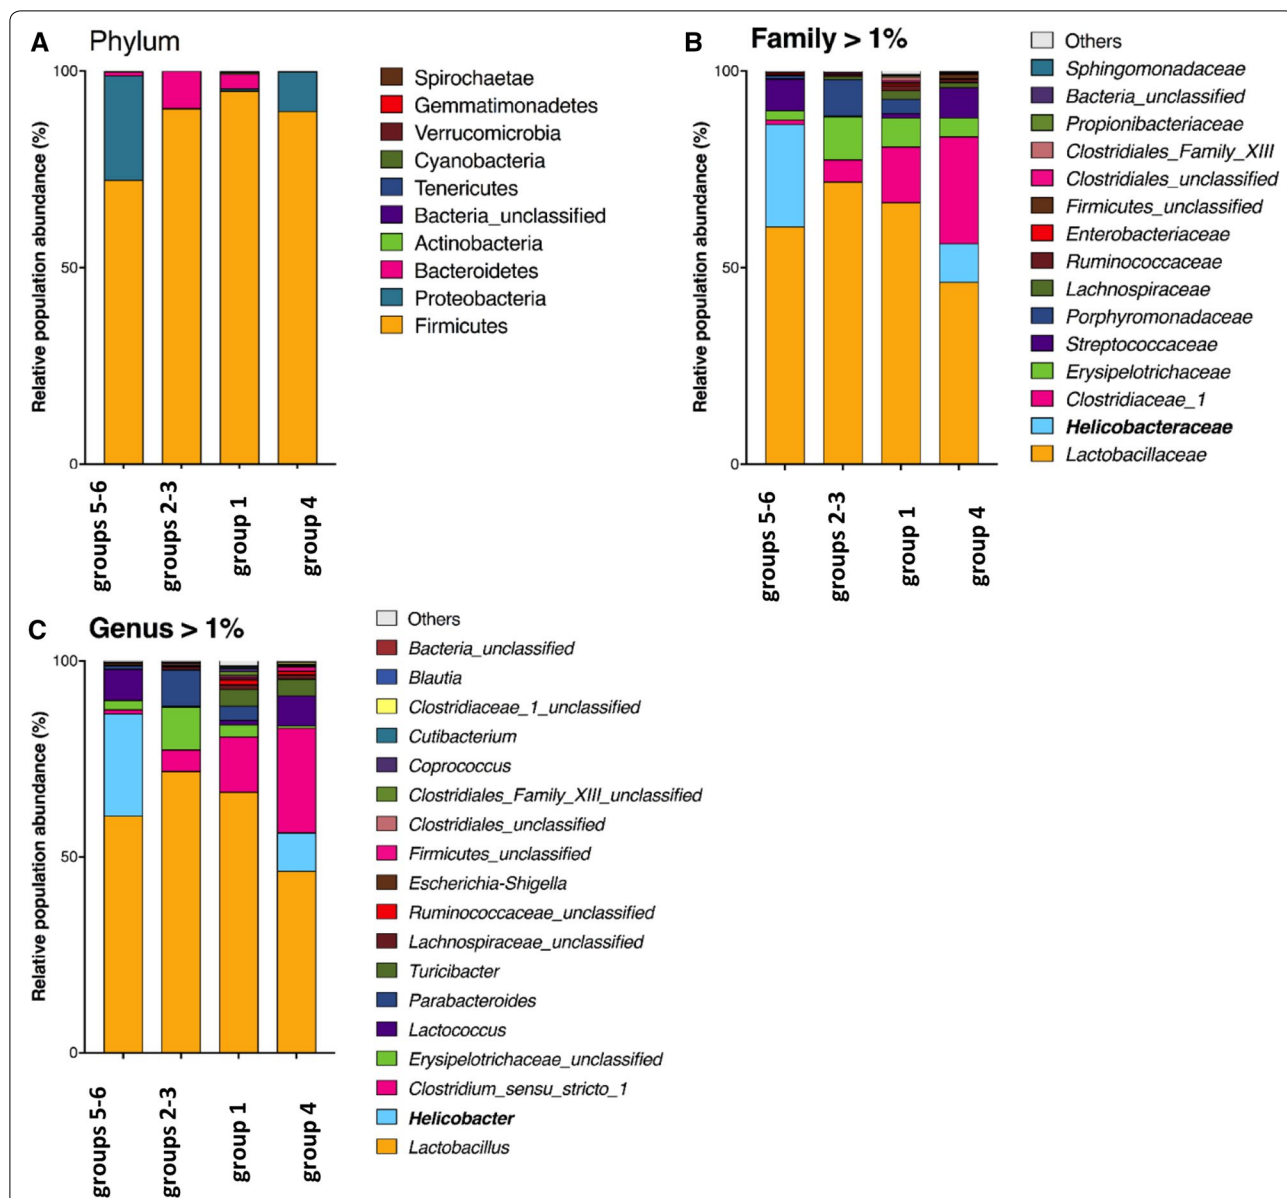 A Phylum
Relative population abundance (%)
100
50
0
groups 5-6
groups 2-3
group 1
group 4
Spirochaetae
Gemmatimonadetes
Verrucomicrobia
Cyanobacteria
Tenericutes
Bacteria_unclassified
Actinobacteria
Bacteroidetes
Proteobacteria
Firmicutes
B Family > 1%
Relative population abundance (%)
100
50
0
groups 5-6
groups 2-3
group 1
group 4
Others
Sphingomonadaceae
Bacteria_unclassified
Propionibacteriaceae
Clostridiales_Family_XIII
Clostridiales_unclassified
Firmicutes_unclassified
Enterobacteriaceae
Ruminococcaceae
Lachnospiraceae
Porphyromonadaceae
Streptococcaceae
Erysipelotrichaceae
Clostridiaceae_1
Helicobacteraceae
Lactobacillaceae
C Genus > 1%
Relative population abundance (%)
100
50
0
groups 5-6
groups 2-3
group 1
group 4
Others
Bacteria_unclassified
Blautia
Clostridiaceae_1_unclassified
Cutibacterium
Coprococcus
Clostridiales_Family_XIII_unclassified
Clostridiales_unclassified
Firmicutes_unclassified
Escherichia-Shigella
Ruminococcaceae_unclassified
Lachnospiraceae_unclassified
Turicibacter
Parabacteroides
Lactococcus
Erysipelotrichaceae_unclassified
Clostridium_sensu_stricto_1
Helicobacter
Lactobacillus